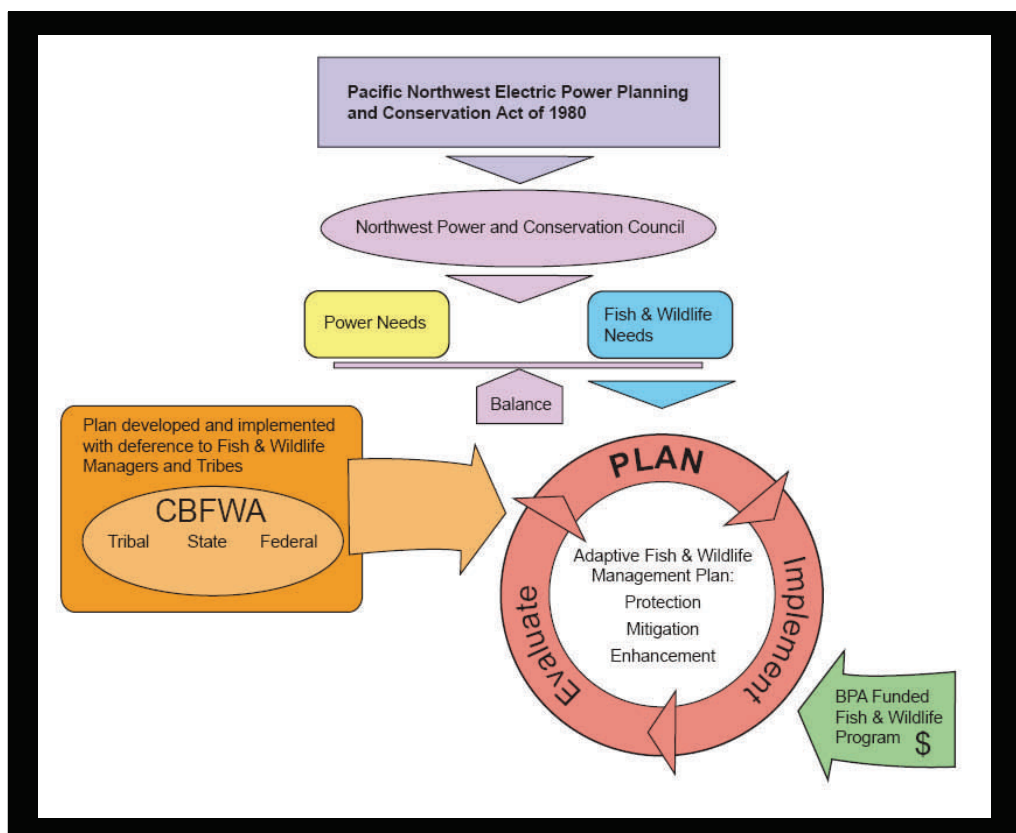 Pacific Northwest Electric Power Planning
and Conservation Act of 1980
Northwest Power and Conservation Council
Power Needs
Fish & Wildlife
Needs
Balance
Plan developed and implemented
with deference to Fish & Wildlife
Managers and Tribes
CBFWA
Tribal State Federal
PLAN
Implement
Evaluate
Adaptive Fish & Wildlife
Management Plan:
Protection
Mitigation
Enhancement
BPA Funded
Fish & Wildlife
Program $